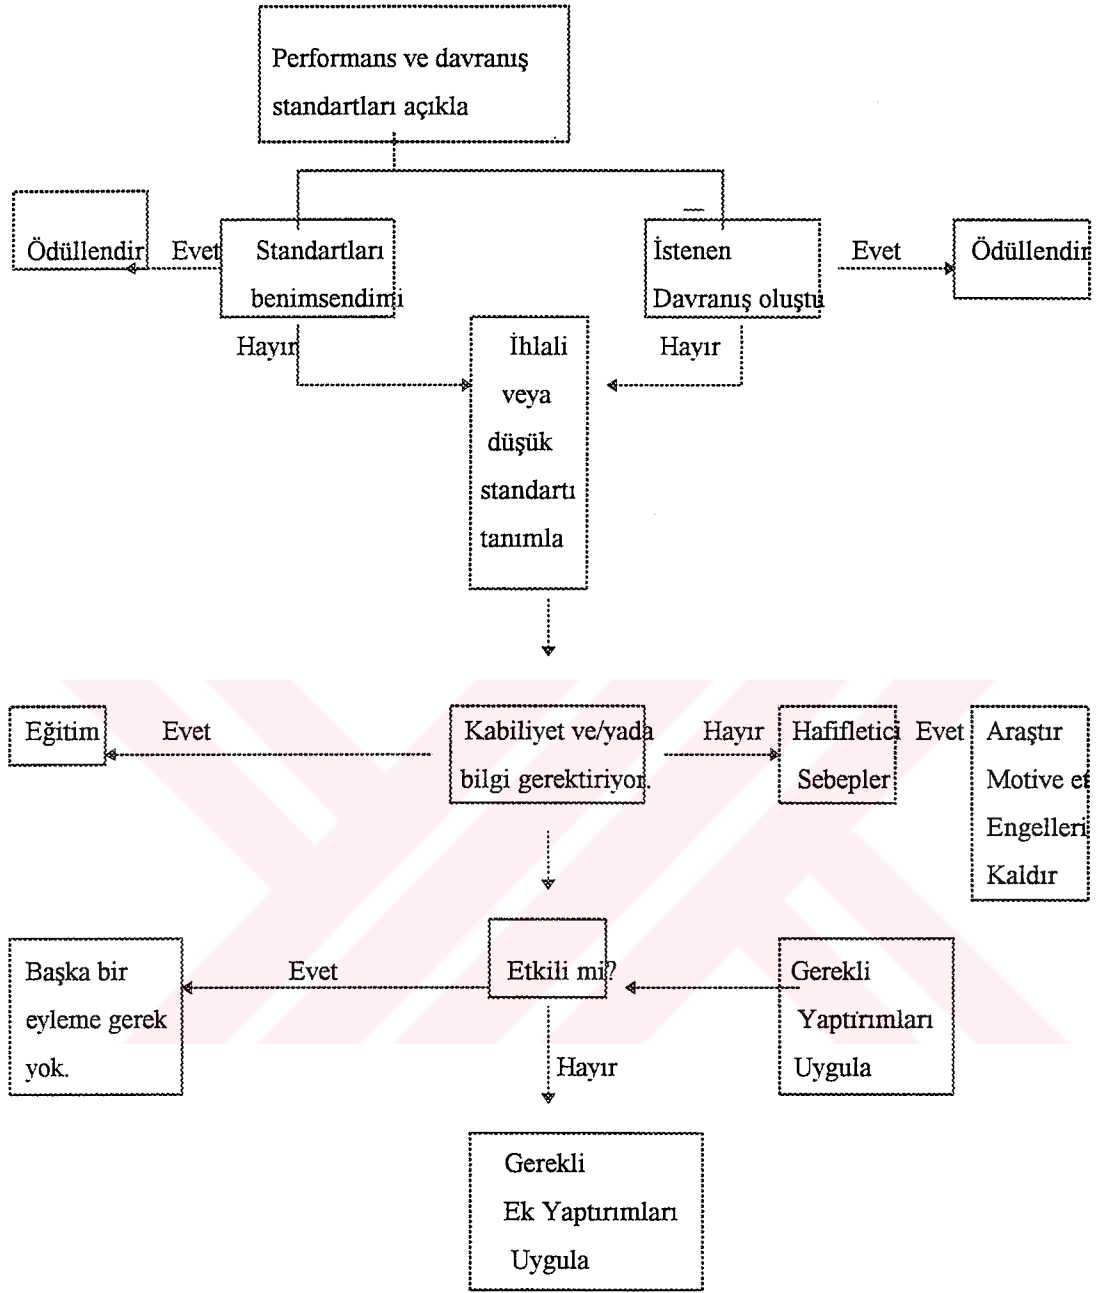 Performans ve davranış
standartları açıkla
Ödüllendir Evet Standartları
benimsendimi
İstenen
Davranış oluştu
Evet Ödüllendir
Hayır
Hayır
İhlali
veya
düşük
standartı
tanımla
Eğitim Evet Kabiliyet ve/yada
bilgi gerektiriyor.
Hayır Hafifletici
Sebepler
Evet Araştır
Motive et
Engelleri
Kaldır
Başka bir
eyleme gerek
yok.
Evet Etkili mi?
Gerekli
Yaptırımları
Uygula
Hayır
Gerekli
Ek Yaptırımları
Uygula